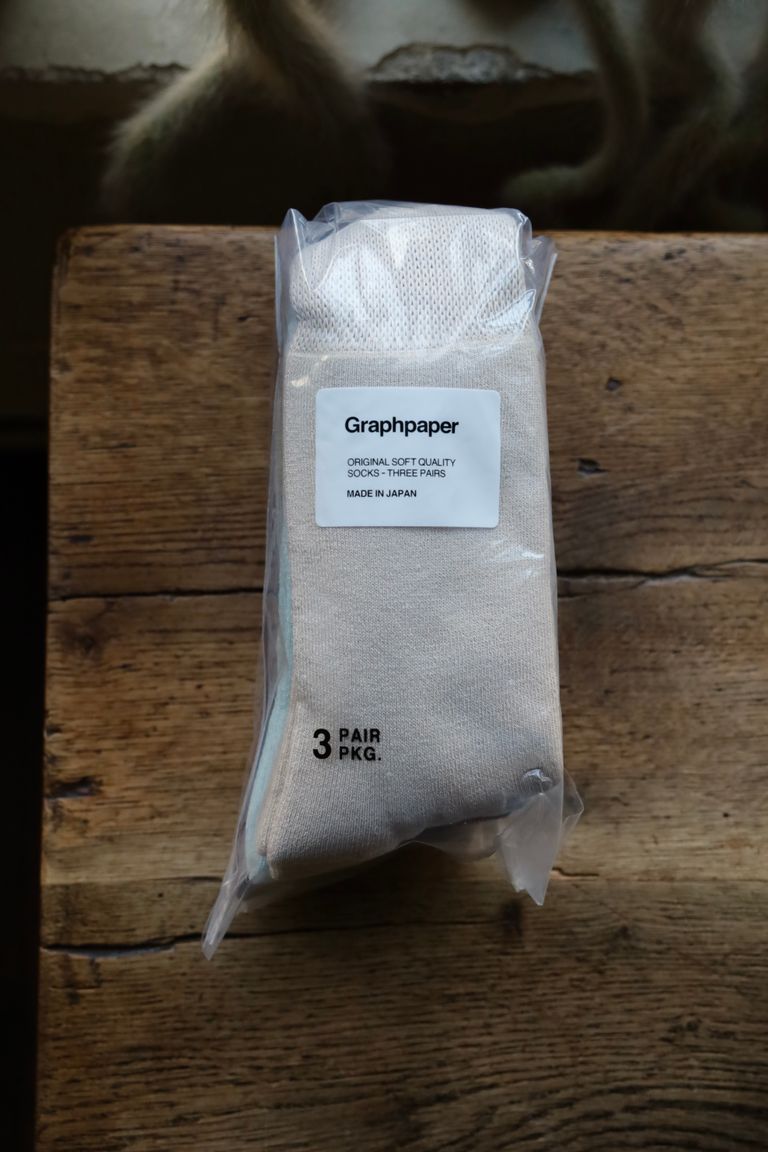 Graphpaper
ORIGINAL SOFT QUALITY
SOCKS - THREE PAIRS
MADE IN JAPAN
3 PAIR
PKG.